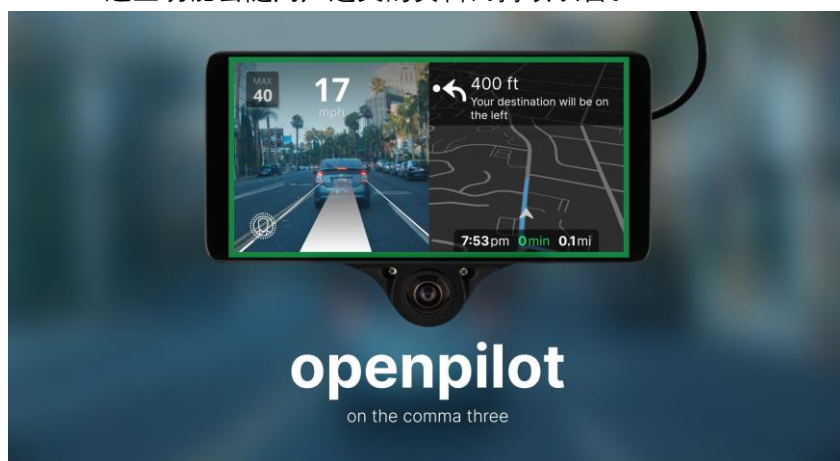 MAX
40
17
mph
400 ft
Your destination will be on
the left
7:53pm 0min 0.1mi
openpilot
on the comma three